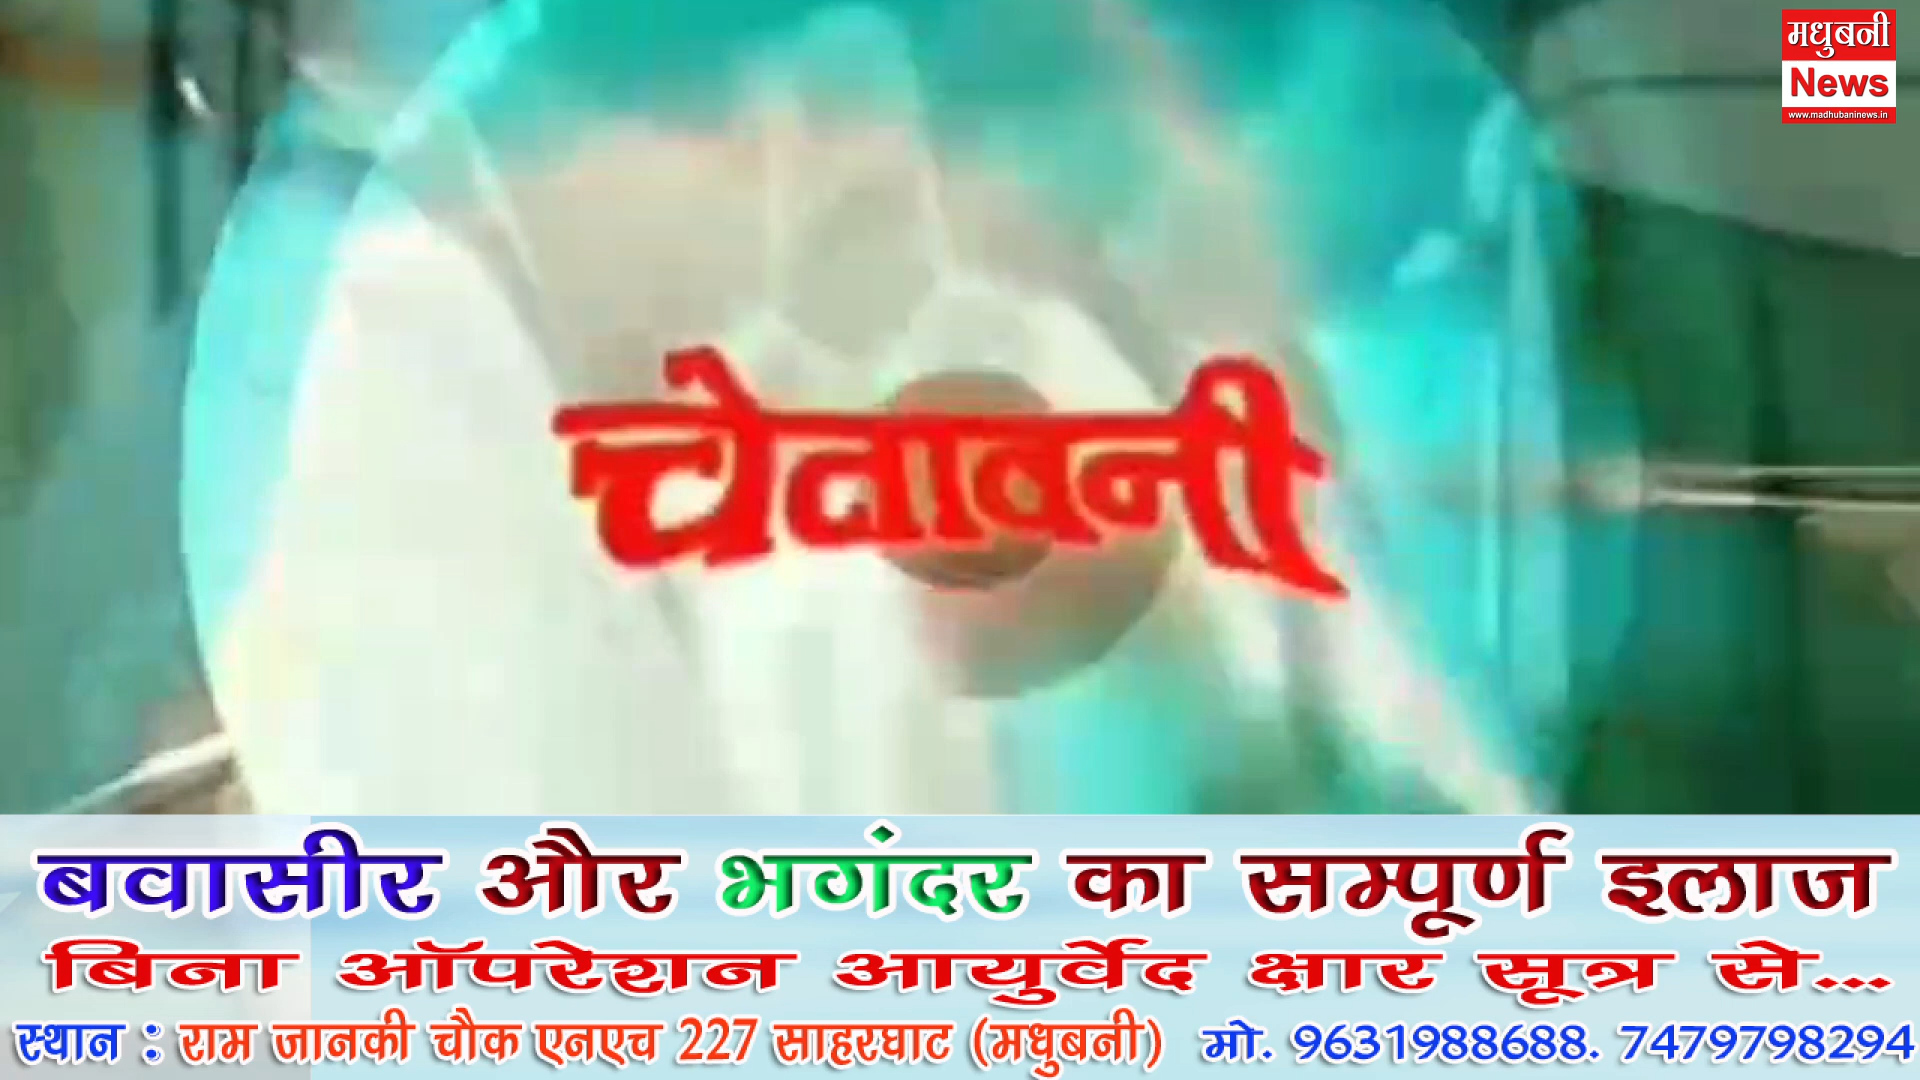 मधुबनी
News
www.madhubaninews.in
चेतावनी
बवासीर और भगंदर का सम्पूर्ण इलाज
बिना ऑपरेशन आयुर्वेद क्षार सूत्र से...
स्थान : राम जानकी चौक एनएच 227 साहरघाट (मधुबनी) मो. 9631988688. 7479798294